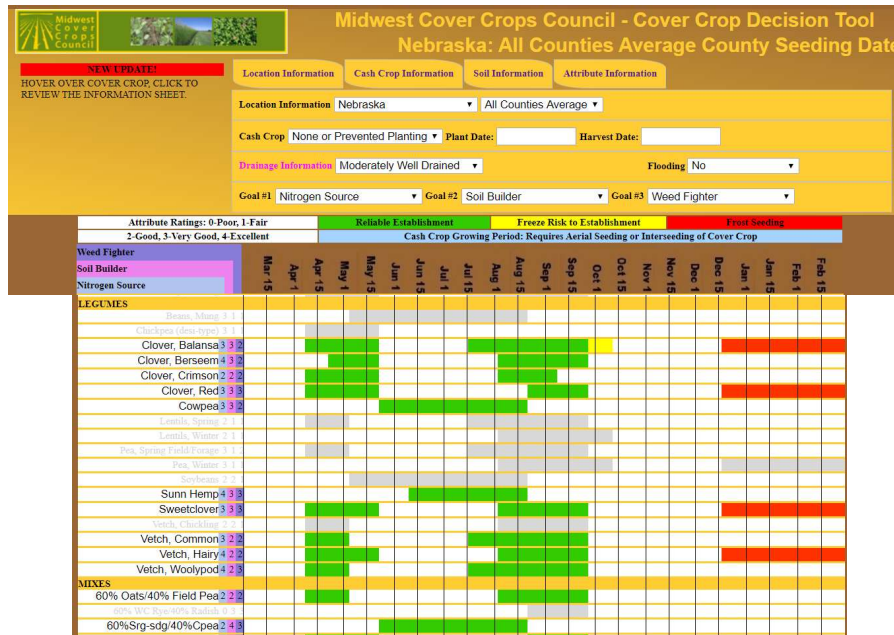 Midwest
Cover
Crops
Council
Midwest Cover Crops Council - Cover Crop Decision Tool
Nebraska: All Counties Average County Seeding Date
NEW UPDATE!
HOVER OVER COVER CROP, CLICK TO
REVIEW THE INFORMATION SHEET.
Location Information Cash Crop Information Soil Information Attribute Information
Location Information Nebraska All Counties Average
Cash Crop None or Prevented Planting Plant Date: Harvest Date:
Drainage Information Moderately Well Drained Flooding No
Goal #1 Nitrogen Source Goal #2 Soil Builder Goal #3 Weed Fighter
Attribute Ratings: 0-Poor, 1-Fair Reliable Establishment Freeze Risk to Establishment Frost Seeding
2-Good, 3-Very Good, 4-Excellent Cash Crop Growing Period: Requires Aerial Seeding or Interseeding of Cover Crop
Weed Fighter
Soil Builder
Nitrogen Source
Mar 15 Apr 1 Apr 15 May 1 May 15 Jun 1 Jun 15 Jul 1 Jul 15 Aug 1 Aug 15 Sep 1 Sep 15 Oct 1 Oct 15 Nov 1 Nov 15 Dec 1 Dec 15 Jan 1 Jan 15 Feb 1 Feb 15
LEGUMES
Beans, Mung 3 1
Chickpea (desi-type) 3 1
Clover, Balansa 3 3 2
Clover, Berseem 4 3 2
Clover, Crimson 2 2 2
Clover, Red 3 3 3
Cowpea 3 3 2
Lentils, Spring 2 1
Lentils, Winter 2 1
Pea, Spring Field/Forage 3 1
Pea, Winter 3 1
Soybeans 2 2
Sunn Hemp 4 3 3
Sweetclover 3 3 3
Vetch, Chickling 2 2
Vetch, Common 3 2 2
Vetch, Hairy 4 2 2
Vetch, Woolypod 4 2 3
MIXES
60% Oats/40% Field Pea 2 2 2
60% WC Rye/40% Radish 0 3
60%Srg-sdg/40%Cpea 2 4 3